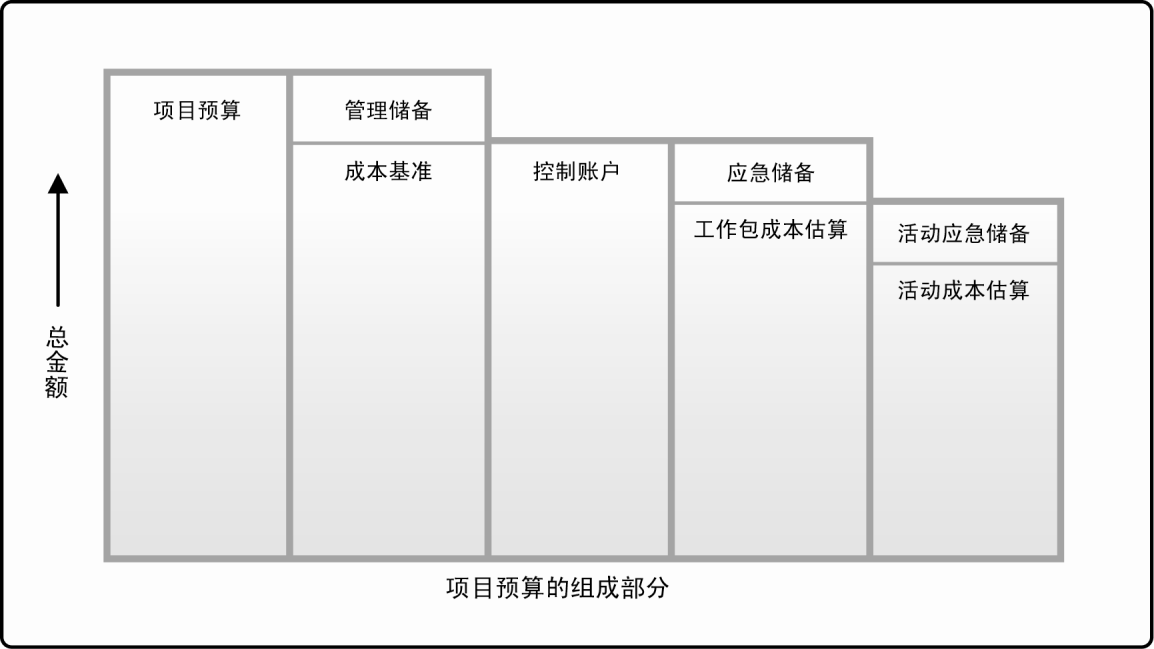 项目预算
管理储备
成本基准
控制账户
应急储备
工作包成本估算
活动应急储备
活动成本估算
总金额
项目预算的组成部分